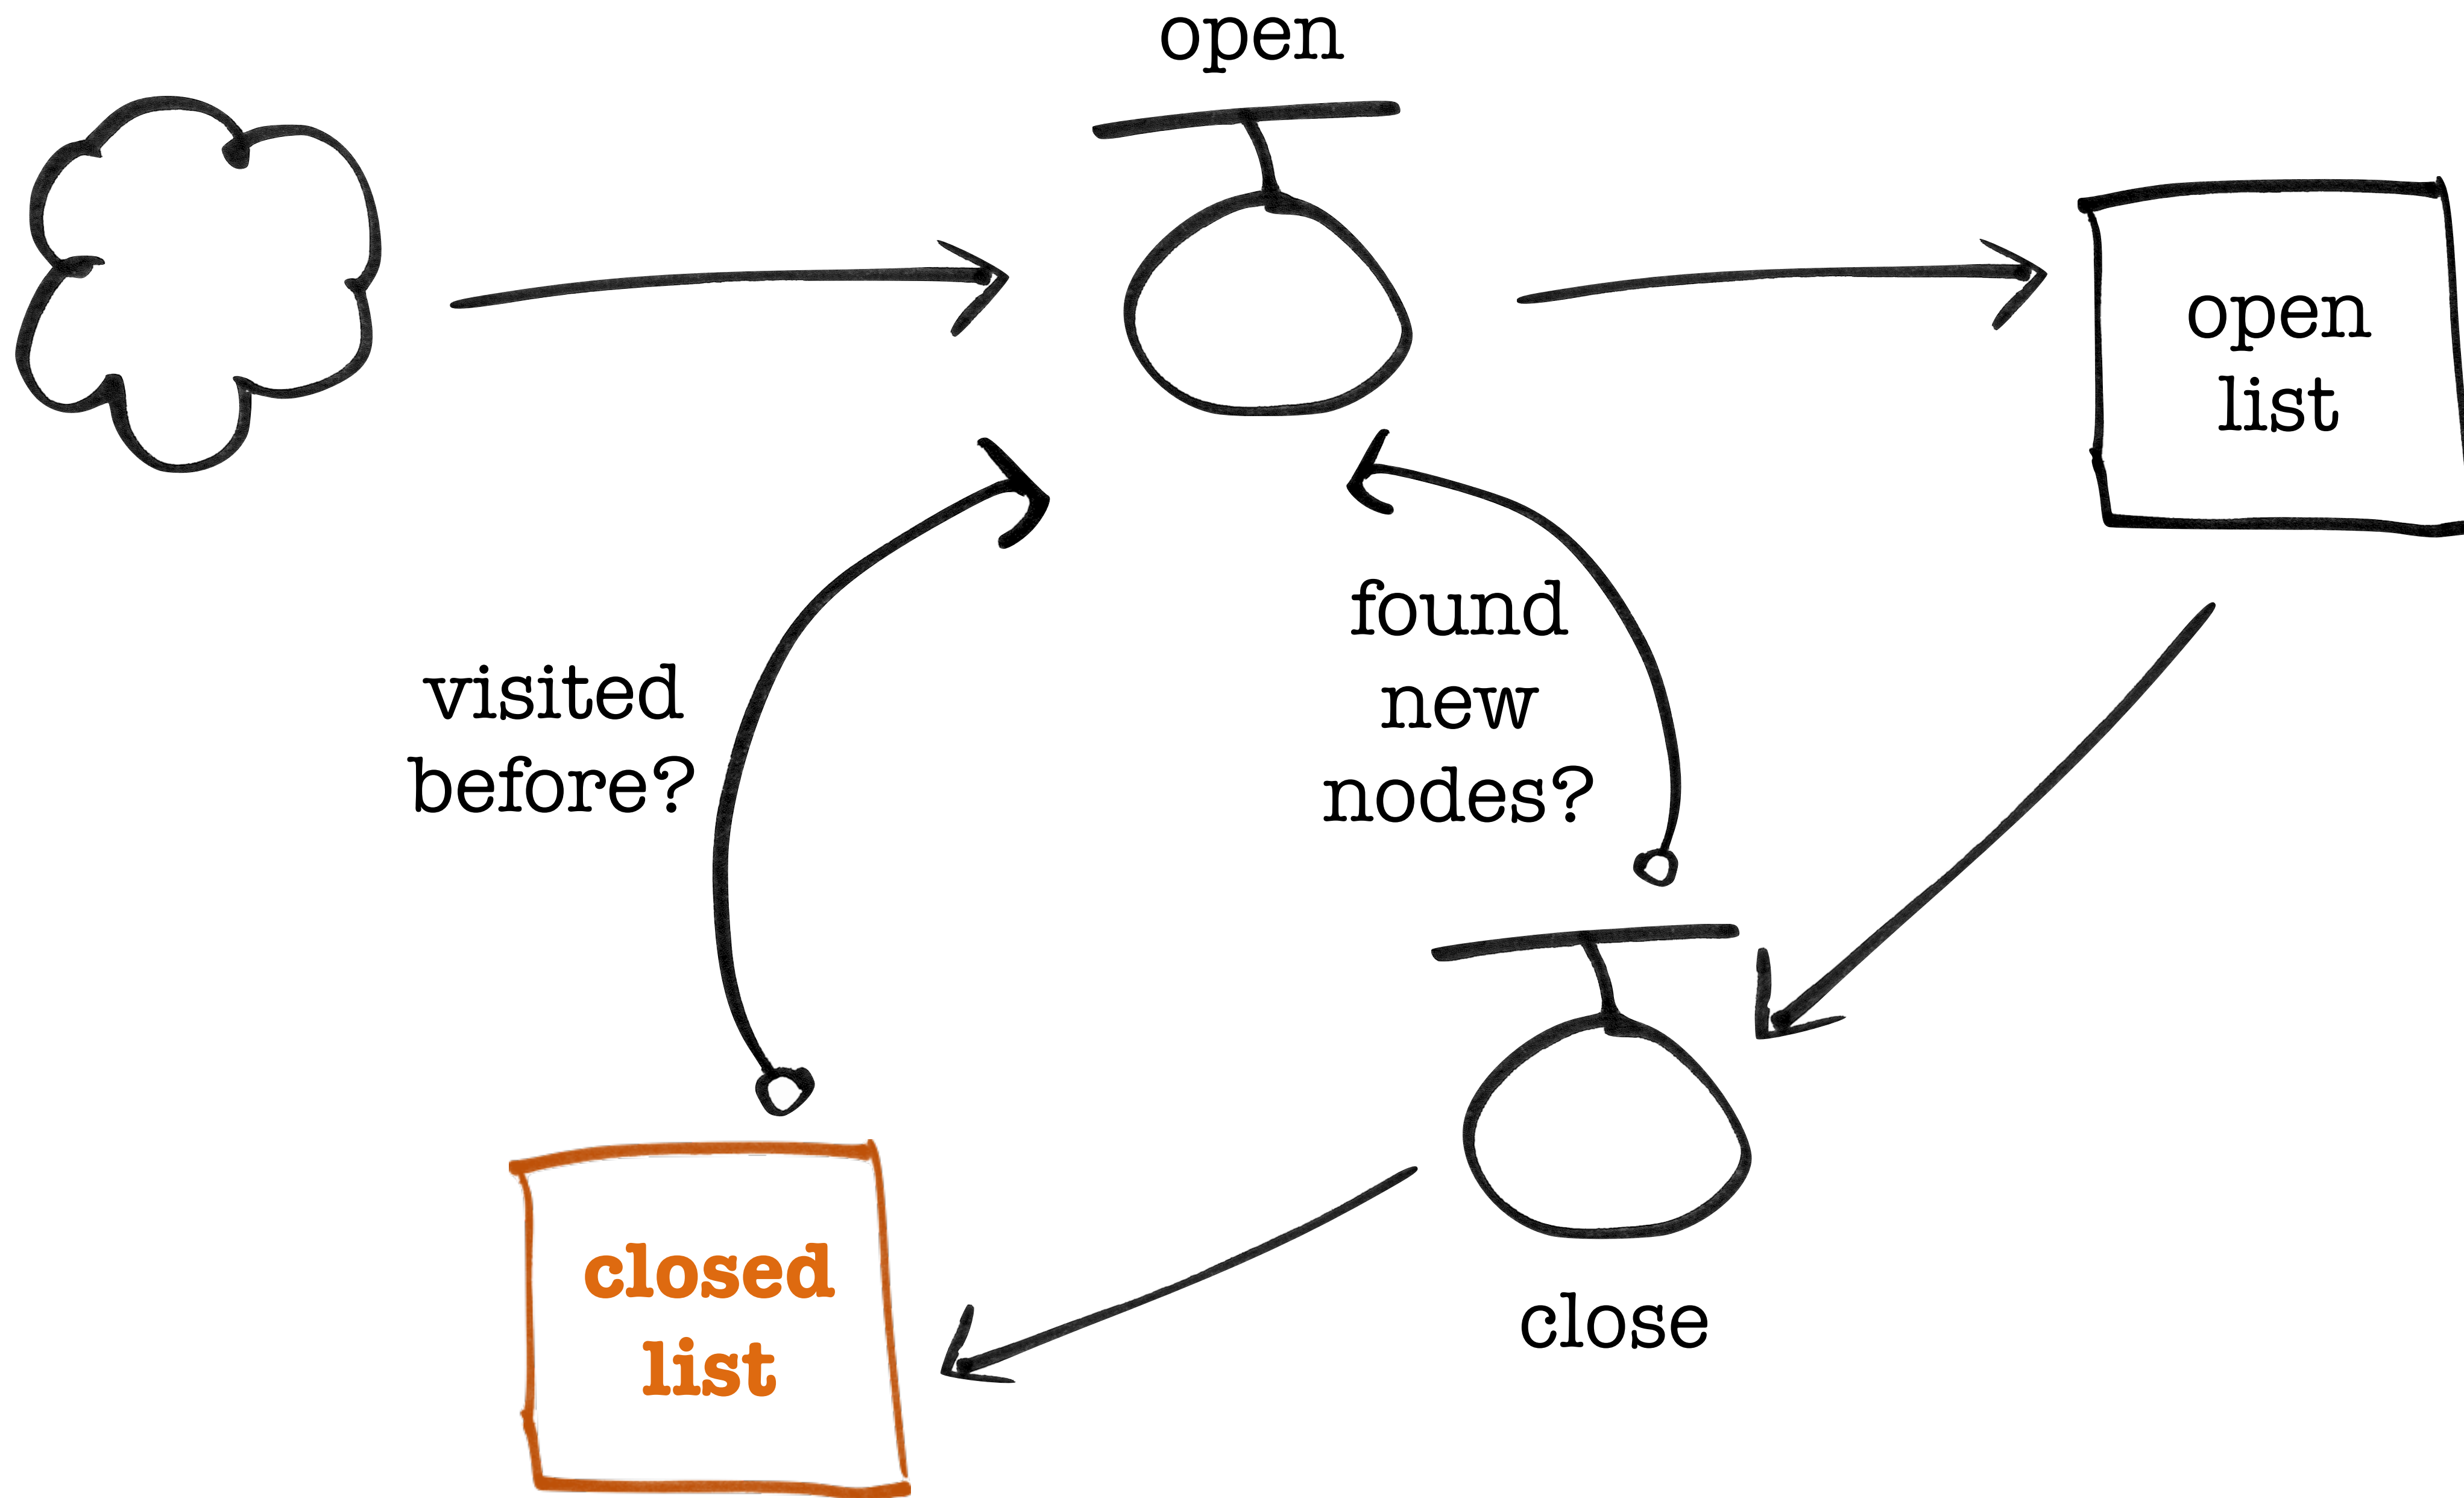 open
open
list
found
new
nodes?
visited
before?
closed
list
close